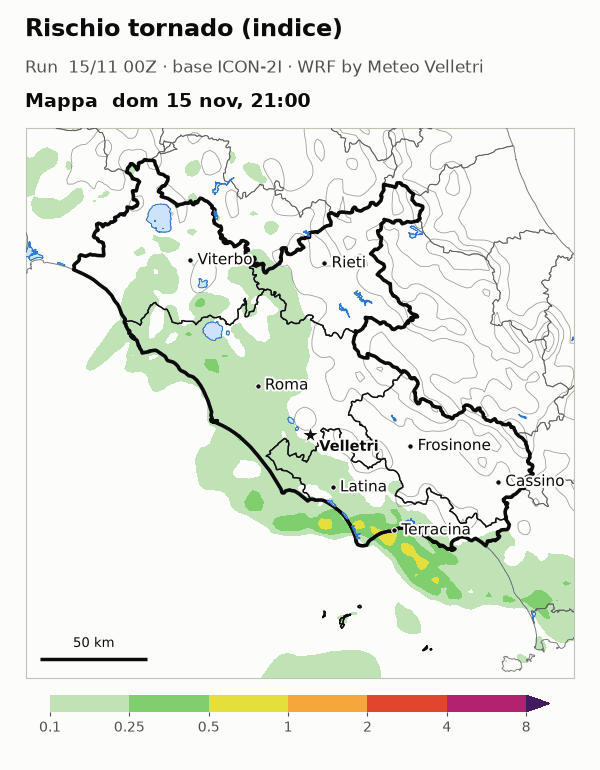 Rischio tornado (indice)
Run  15/11 00Z · base ICON-2I · WRF by Meteo Velletri
Mappa  dom 15 nov, 21:00
Viterbo
Rieti
Roma
Velletri
Frosinone
Cassino
Latina
Terracina
50 km
0.1 0.25 0.5 1 2 4 8